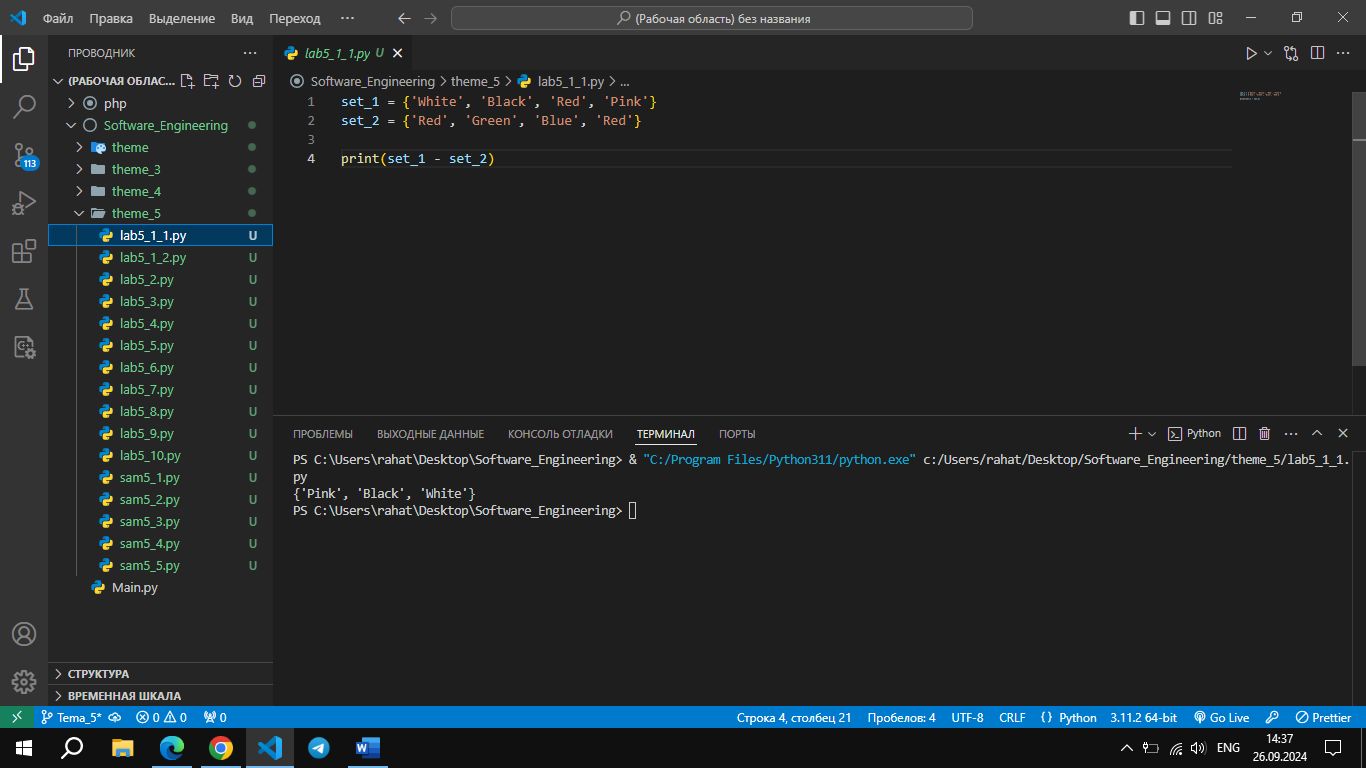 Файл Правка Выделение Вид Переход ··· (Рабочая область) без названия
ПРОВОДНИК ···
(РАБОЧАЯ ОБЛАС...
php
Software_Engineering
theme
theme_3
theme_4
theme_5
lab5_1_1.py U
lab5_1_2.py U
lab5_2.py U
lab5_3.py U
lab5_4.py U
lab5_5.py U
lab5_6.py U
lab5_7.py U
lab5_8.py U
lab5_9.py U
lab5_10.py U
sam5_1.py U
sam5_2.py U
sam5_3.py U
sam5_4.py U
sam5_5.py U
Main.py
СТРУКТУРА
ВРЕМЕННАЯ ШКАЛА
113
lab5_1_1.py U
Software_Engineering > theme_5 > lab5_1_1.py > ...
1 set_1 = {'White', 'Black', 'Red', 'Pink'}
2 set_2 = {'Red', 'Green', 'Blue', 'Red'}
3
4 print(set_1 - set_2)
ПРОБЛЕМЫ ВЫХОДНЫЕ ДАННЫЕ КОНСОЛЬ ОТЛАДКИ ТЕРМИНАЛ ПОРТЫ Python
PS C:\Users\rahat\Desktop\Software_Engineering> & "C:/Program Files/Python311/python.exe" c:/Users/rahat/Desktop/Software_Engineering/theme_5/lab5_1_1.
py
{'Pink', 'Black', 'White'}
PS C:\Users\rahat\Desktop\Software_Engineering>
Tema_5* 0 0 0 Строка 4, столбец 21 Пробелов: 4 UTF-8 CRLF {} Python 3.11.2 64-bit Go Live Prettier
ENG 14:37
26.09.2024